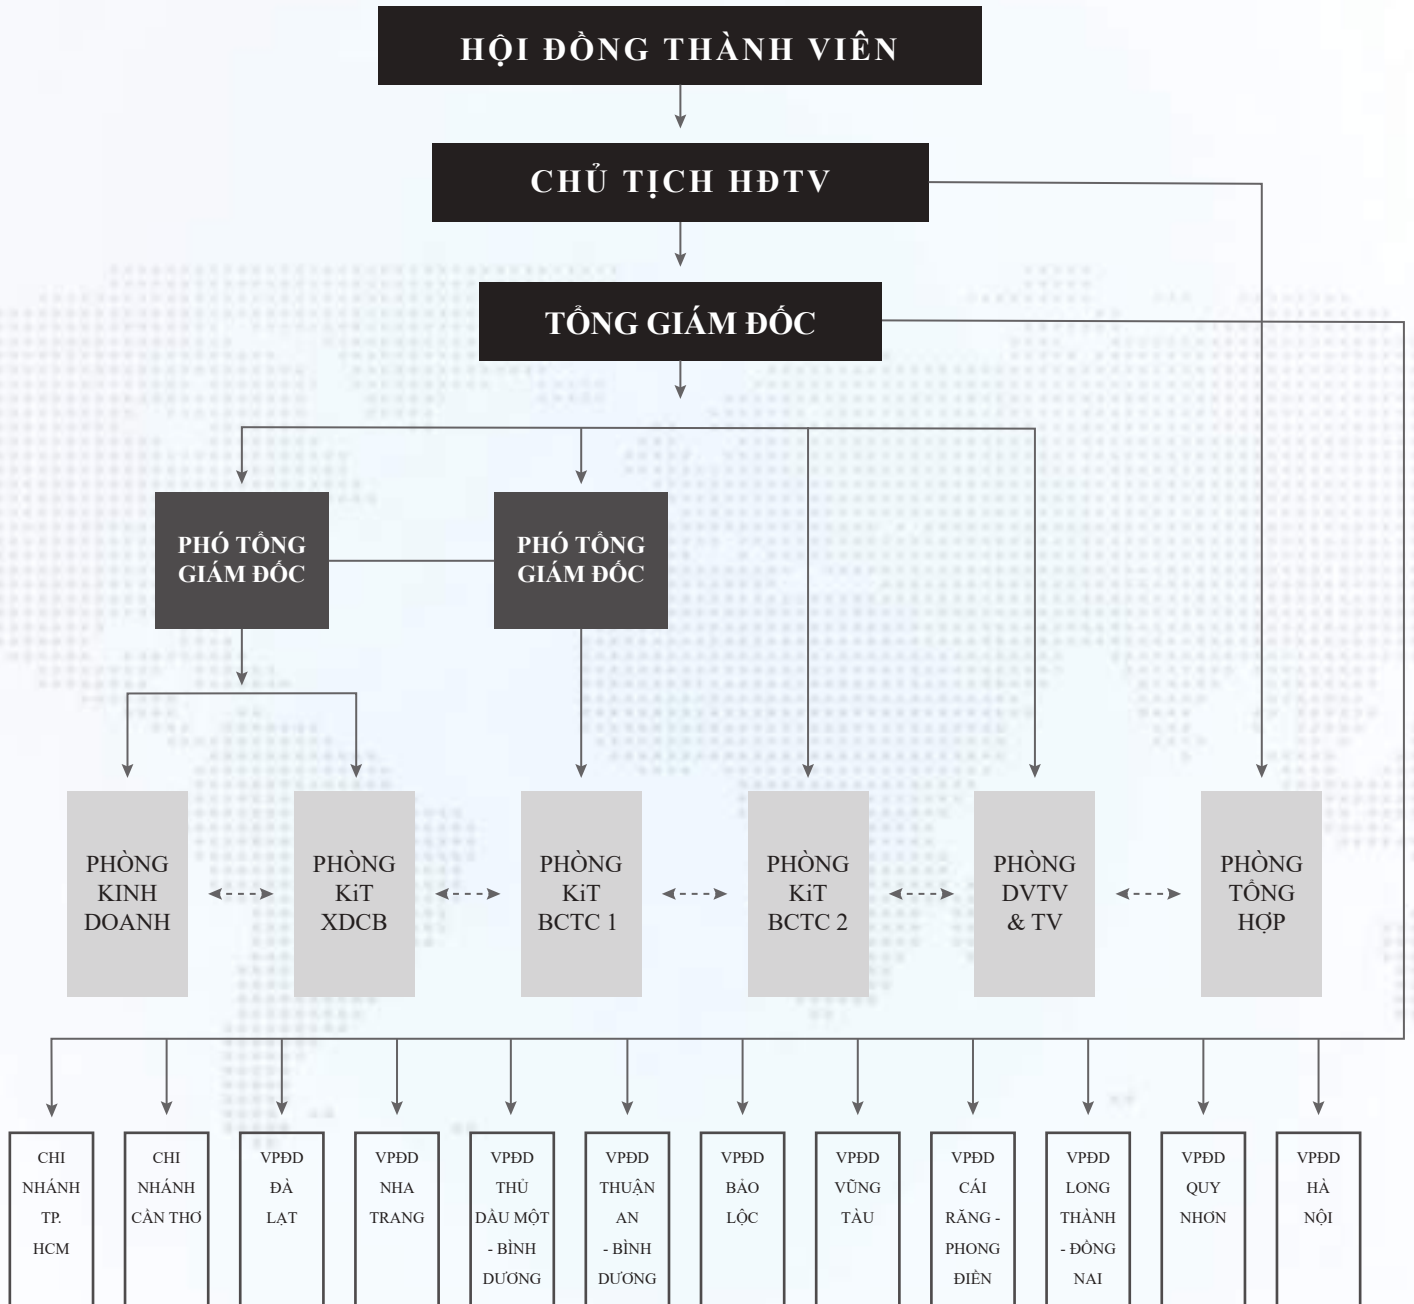 HỘI ĐỒNG THÀNH VIÊN
CHỦ TỊCH HĐTV
TỔNG GIÁM ĐỐC
PHÓ TỔNG
GIÁM ĐỐC
PHÓ TỔNG
GIÁM ĐỐC
PHÒNG
KINH
DOANH
PHÒNG
KiT
XDCB
PHÒNG
KiT
BCTC 1
PHÒNG
KiT
BCTC 2
PHÒNG
DVTV
& TV
PHÒNG
TỔNG
HỢP
CHI
NHÁNH
TP.
HCM
CHI
NHÁNH
CẦN THƠ
VPĐD
ĐÀ
LẠT
VPĐD
NHA
TRANG
VPĐD
THỦ
DẦU MỘT
- BÌNH
DƯƠNG
VPĐD
THUẬN
AN
- BÌNH
DƯƠNG
VPĐD
BẢO
LỘC
VPĐD
VŨNG
TÀU
VPĐD
CÁI
RĂNG -
PHONG
ĐIỀN
VPĐD
LONG
THÀNH
- ĐỒNG
NAI
VPĐD
QUY
NHƠN
VPĐD
HÀ
NỘI